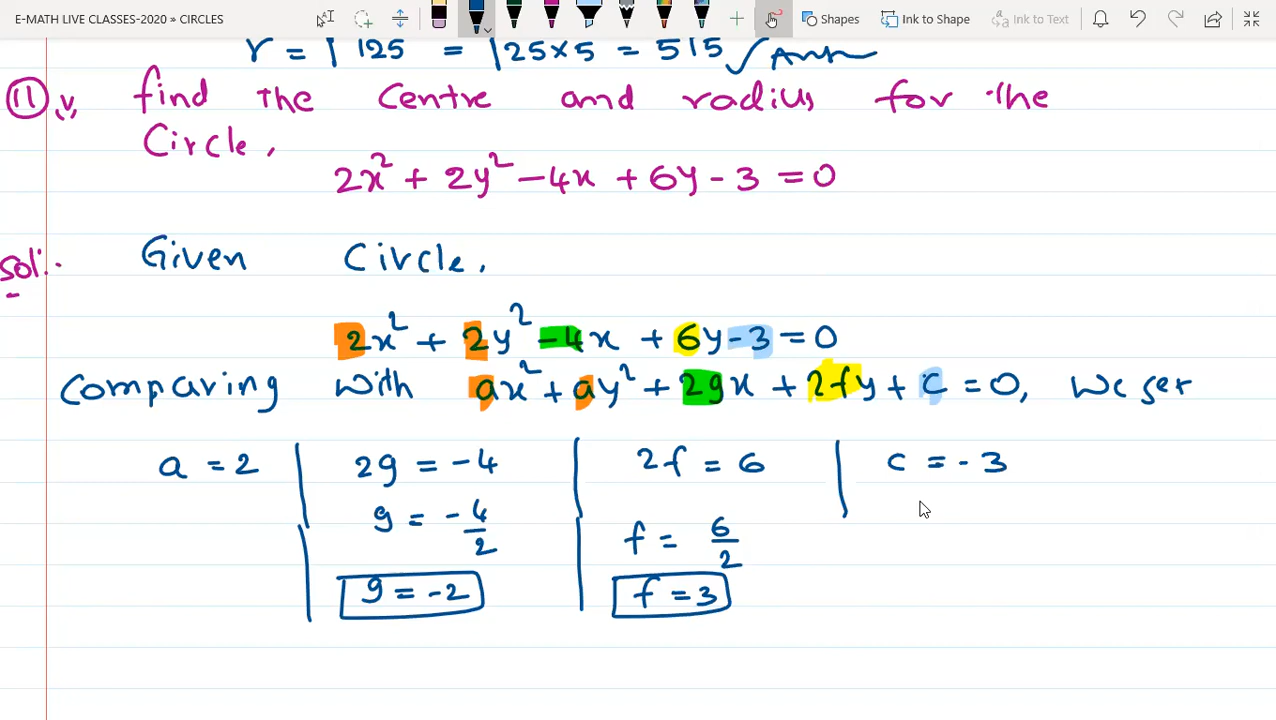 E-MATH LIVE CLASSES-2020 » CIRCLES Shapes Ink to Shape Ink to Text
r = √125 = √25×5 = 5√5 Ans
11 v, find the Centre and radius for the
Circle,
2x² + 2y² - 4x + 6y - 3 = 0
Sol:- Given Circle,
2x² + 2y² - 4x + 6y - 3 = 0
Comparing with ax² + ay² + 2gx + 2fy + c = 0, We get
a = 2 | 2g = -4 | 2f = 6 | c = -3
g = -4/2 f = 6/2
g = -2 f = 3